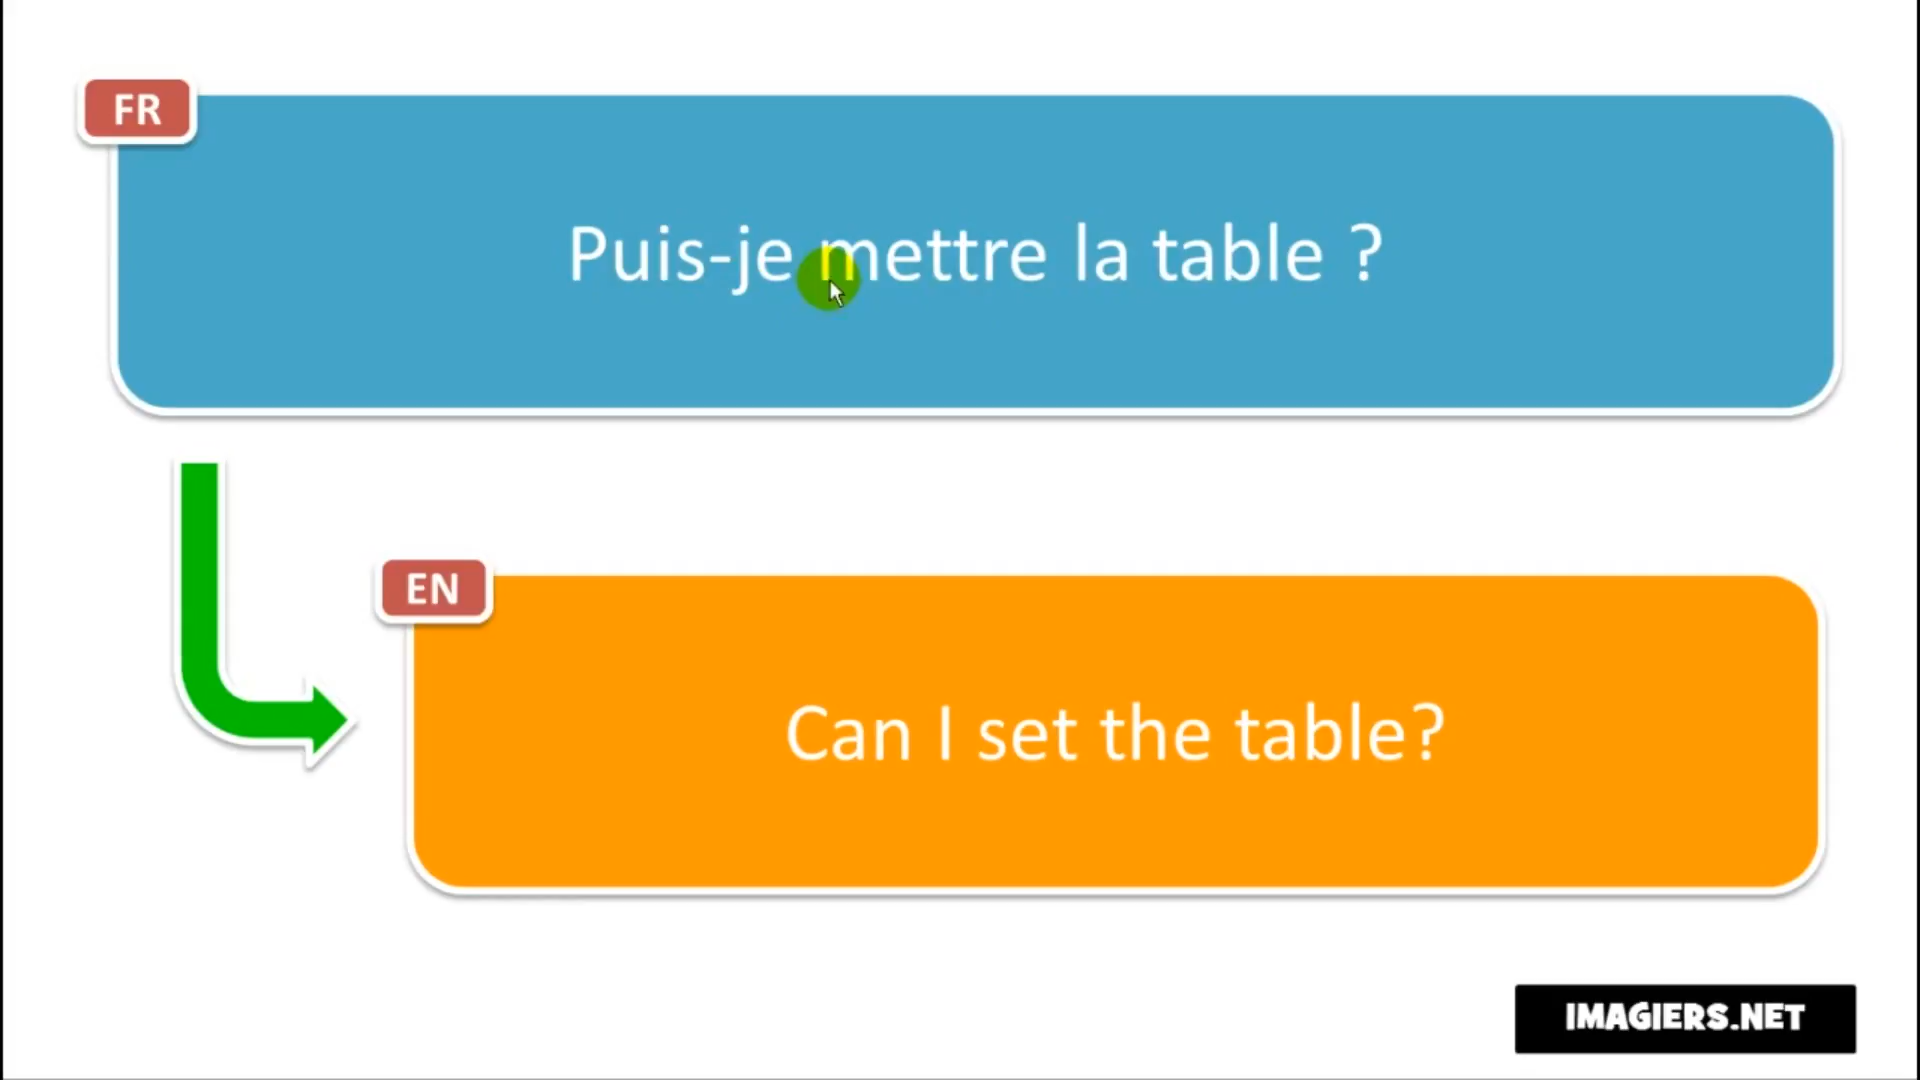 FR
Puis-je mettre la table ?
EN
Can I set the table?
IMAGIERS.NET